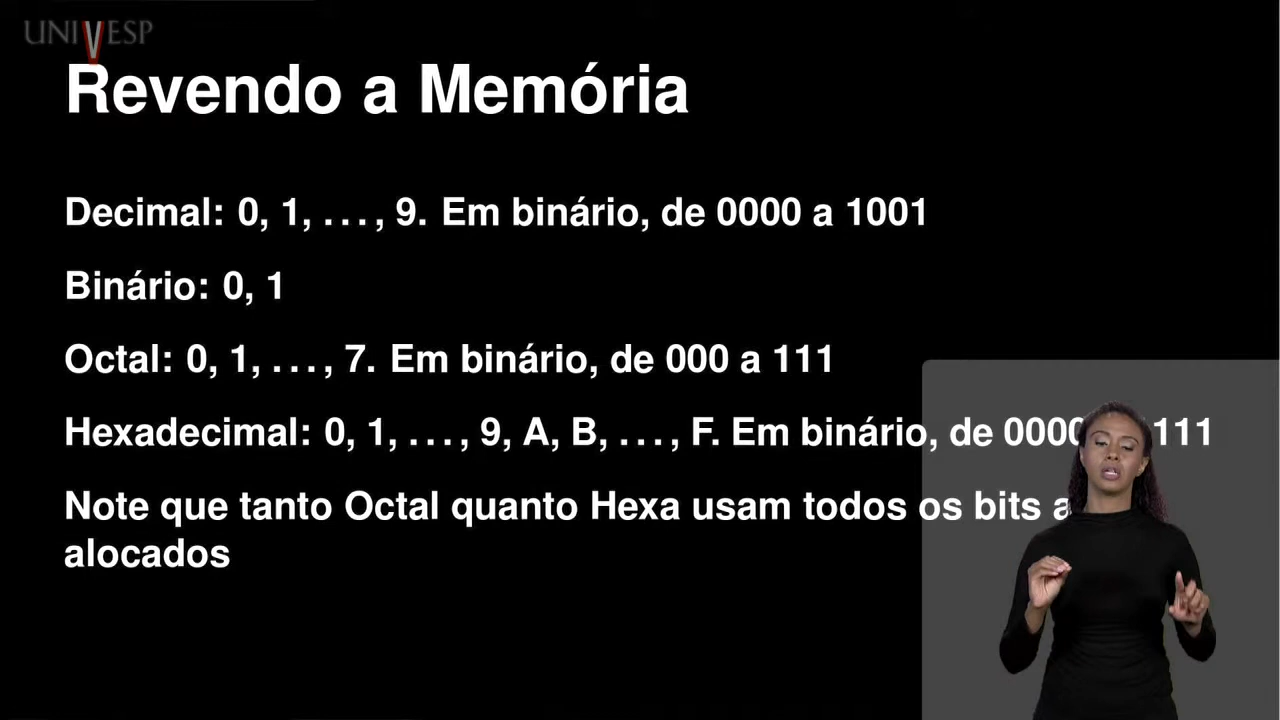 UNIVESP
Revendo a Memória
Decimal: 0, 1, . . . , 9. Em binário, de 0000 a 1001
Binário: 0, 1
Octal: 0, 1, . . . , 7. Em binário, de 000 a 111
Hexadecimal: 0, 1, . . . , 9, A, B, . . . , F. Em binário, de 0000 111
Note que tanto Octal quanto Hexa usam todos os bits
alocados